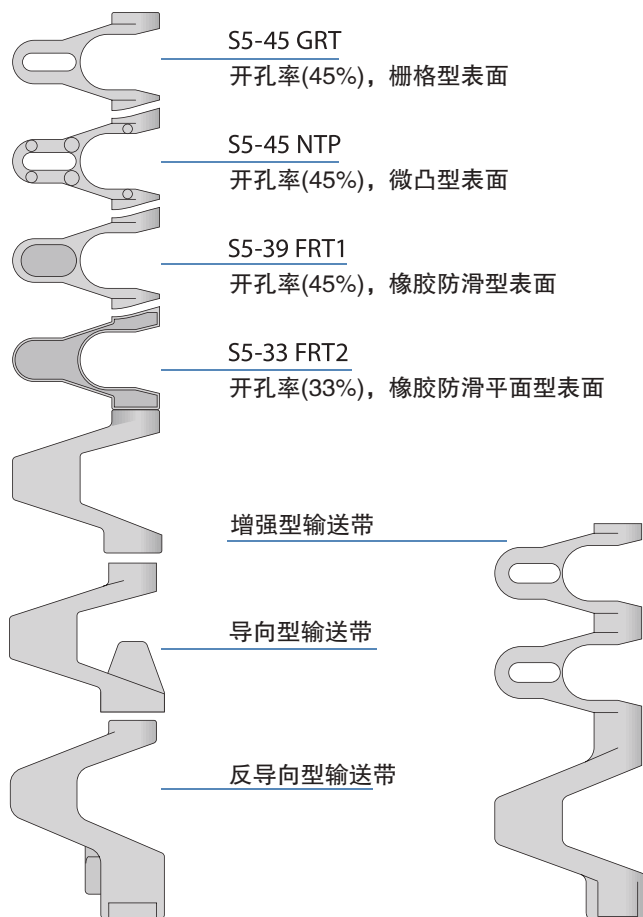 S5-45 GRT
开孔率(45%)，栅格型表面
S5-45 NTP
开孔率(45%)，微凸型表面
S5-39 FRT1
开孔率(45%)，橡胶防滑型表面
S5-33 FRT2
开孔率(33%)，橡胶防滑平面型表面
增强型输送带
导向型输送带
反导向型输送带